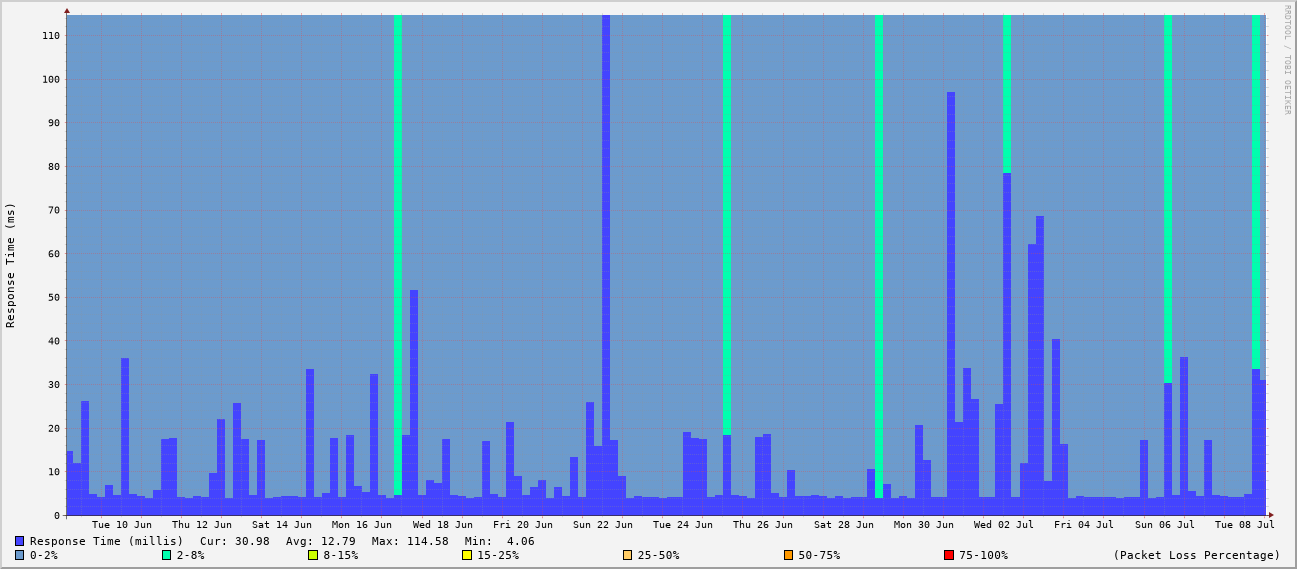 RRDTOOL / TOBI OETIKER
Response Time (ms)
110
100
90
80
70
60
50
40
30
20
10
0
Tue 10 Jun Thu 12 Jun Sat 14 Jun Mon 16 Jun Wed 18 Jun Fri 20 Jun Sun 22 Jun Tue 24 Jun Thu 26 Jun Sat 28 Jun Mon 30 Jun Wed 02 Jul Fri 04 Jul Sun 06 Jul Tue 08 Jul
Response Time (millis) Cur: 30.98 Avg: 12.79 Max: 114.58 Min: 4.06
0-2% 2-8% 8-15% 15-25% 25-50% 50-75% 75-100% (Packet Loss Percentage)